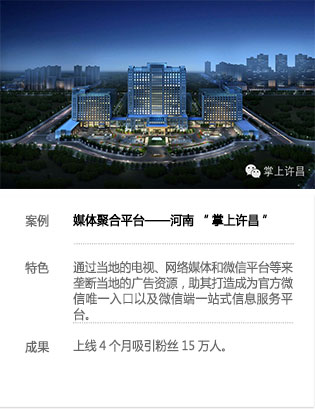 掌上许昌
案例 媒体聚合平台——河南 “ 掌上许昌 ”
特色 通过当地的电视、网络媒体和微信平台等来
垄断当地的广告资源，助其打造成为官方微
信唯一入口以及微信端一站式信息服务平
台。
成果 上线 4 个月吸引粉丝 15 万人。